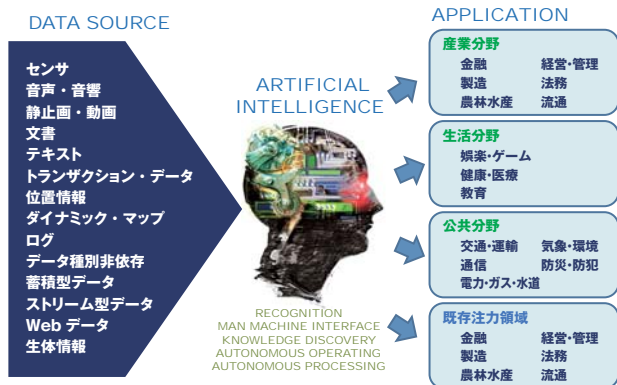 DATA SOURCE
センサ
音声・音響
静止画・動画
文書
テキスト
トランザクション・データ
位置情報
ダイナミック・マップ
ログ
データ種別非依存
蓄積型データ
ストリーム型データ
Web データ
生体情報
ARTIFICIAL
INTELLIGENCE
RECOGNITION
MAN MACHINE INTERFACE
KNOWLEDGE DISCOVERY
AUTONOMOUS OPERATING
AUTONOMOUS PROCESSING
APPLICATION
産業分野
金融 経営・管理
製造 法務
農林水産 流通
生活分野
娯楽・ゲーム
健康・医療
教育
公共分野
交通・運輸 気象・環境
通信 防災・防犯
電力・ガス・水道
既存注力領域
金融 経営・管理
製造 法務
農林水産 流通